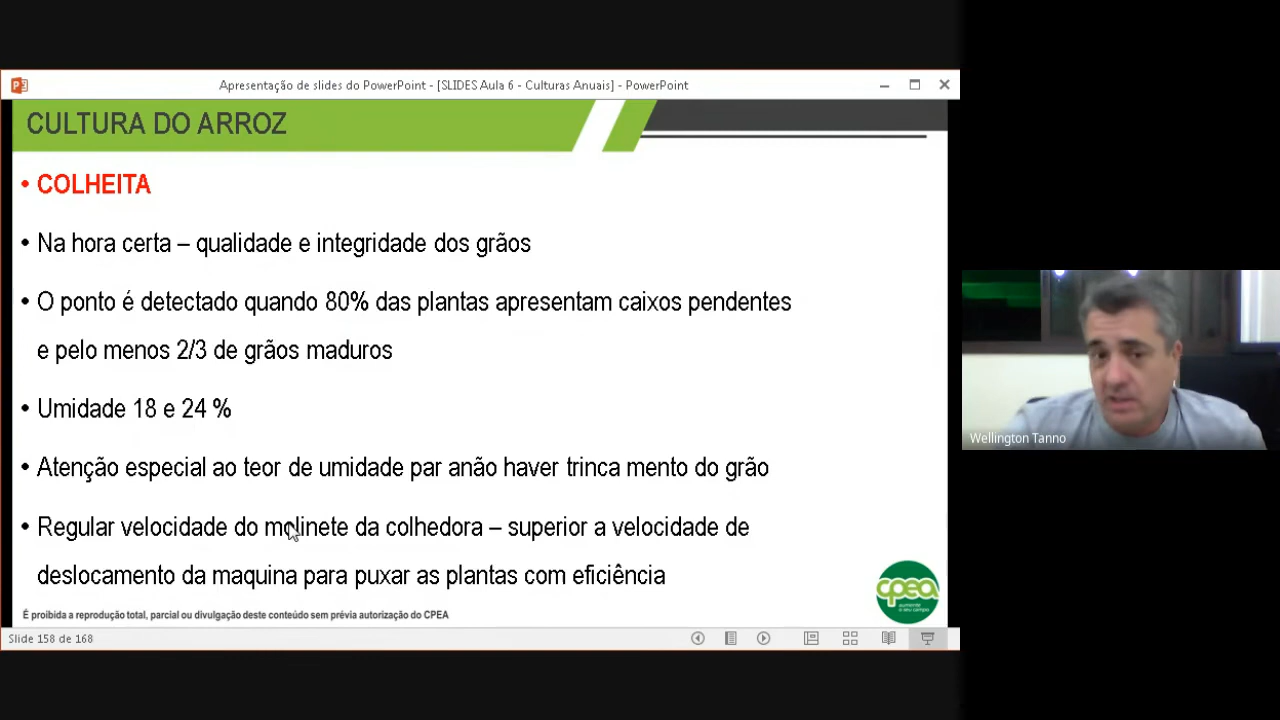 Apresentação de slides do PowerPoint - [SLIDES Aula 6 - Culturas Anuais] - PowerPoint
CULTURA DO ARROZ
• COLHEITA
• Na hora certa – qualidade e integridade dos grãos
• O ponto é detectado quando 80% das plantas apresentam caixos pendentes
e pelo menos 2/3 de grãos maduros
• Umidade 18 e 24 %
• Atenção especial ao teor de umidade par anão haver trinca mento do grão
• Regular velocidade do molinete da colhedora – superior a velocidade de
deslocamento da maquina para puxar as plantas com eficiência
cpea
aumente
o seu campo
É proibida a reprodução total, parcial ou divulgação deste conteúdo sem prévia autorização do CPEA
Slide 158 de 168
Wellington Tanno